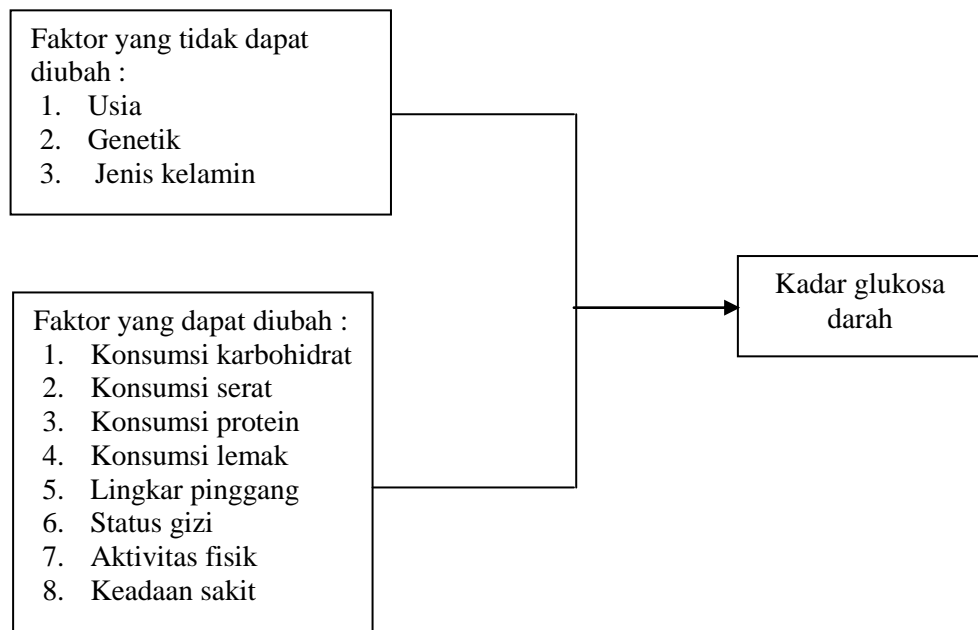 Faktor yang tidak dapat
diubah :
1. Usia
2. Genetik
3. Jenis kelamin
Kadar glukosa
darah
Faktor yang dapat diubah :
1. Konsumsi karbohidrat
2. Konsumsi serat
3. Konsumsi protein
4. Konsumsi lemak
5. Lingkar pinggang
6. Status gizi
7. Aktivitas fisik
8. Keadaan sakit